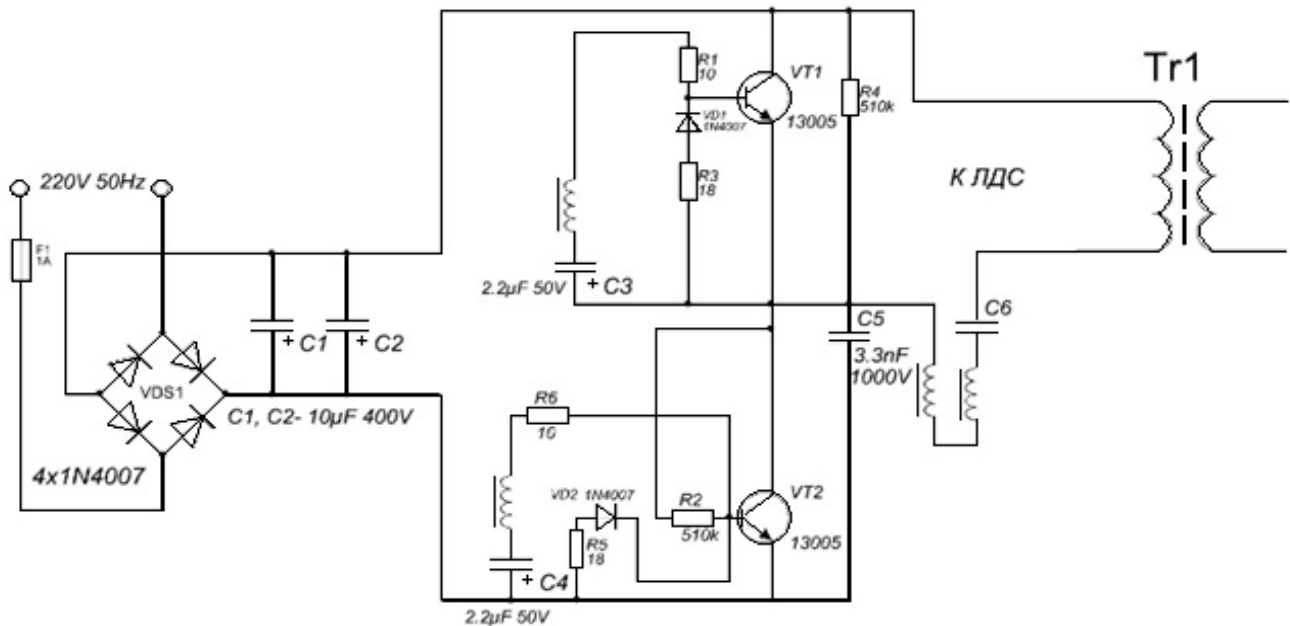 R1
10
VT1
Tr1
VD1
1N4007
13005
R4
510k
220V 50Hz
R3
18
К ЛДС
F1
1A
+ C3
2.2µF 50V
+ C1
+ C2
C5
3.3nF
1000V
C6
VDS1
C1, C2- 10µF 400V
R6
10
4x1N4007
VD2 1N4007
R2
510k
VT2
R5
18
13005
+ C4
2.2µF 50V